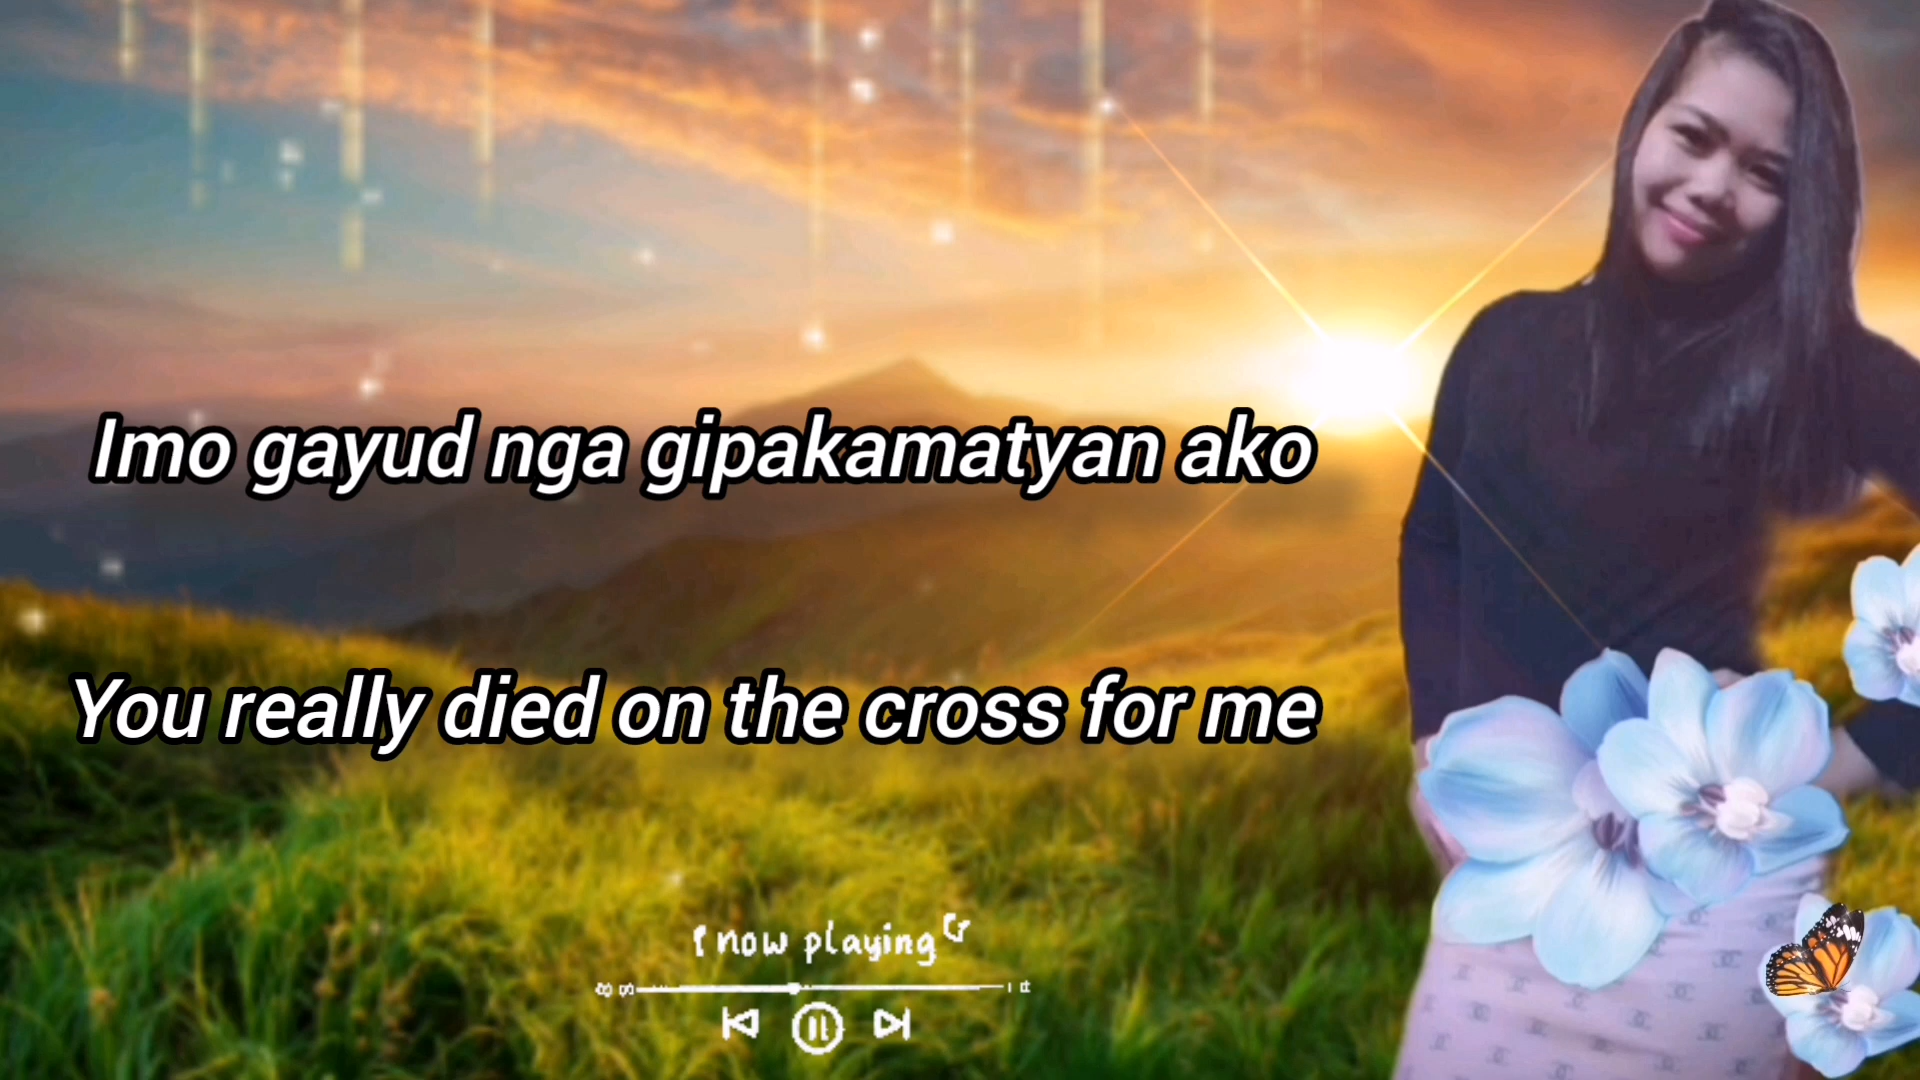 Imo gayud nga gipakamatyan ako
You really died on the cross for me
now playing